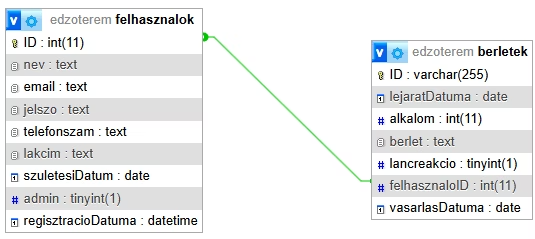 edzoterem felhasznalok
ID : int(11)
nev : text
email : text
jelszo : text
telefonszam : text
lakcim : text
szuletesiDatum : date
admin : tinyint(1)
regisztracioDatuma : datetime
edzoterem berletek
ID : varchar(255)
lejaratDatuma : date
alkalom : int(11)
berlet : text
lancreakcio : tinyint(1)
felhasznaloID : int(11)
vasarlasDatuma : date